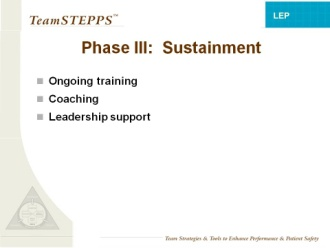 TeamSTEPPS™
LEP
Phase III: Sustainment
Ongoing training
Coaching
Leadership support
Team Strategies & Tools to Enhance Performance & Patient Safety